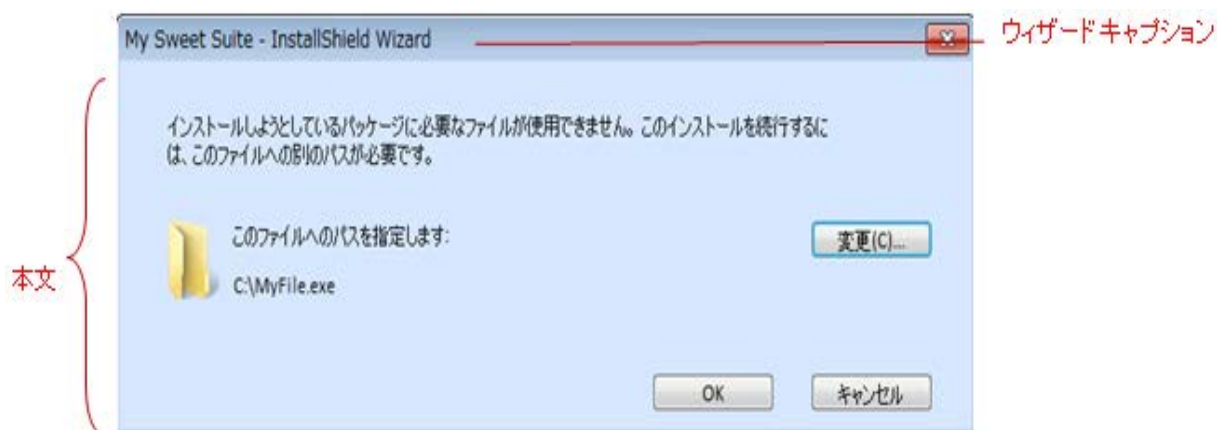 My Sweet Suite - InstallShield Wizard
ウィザード キャプション
インストールしようとしているパッケージに必要なファイルが使用できません。このインストールを続行するに
は、このファイルへの別のパスが必要です。
このファイルへのパスを指定します:
変更(C)...
本文
C:\MyFile.exe
OK
キャンセル